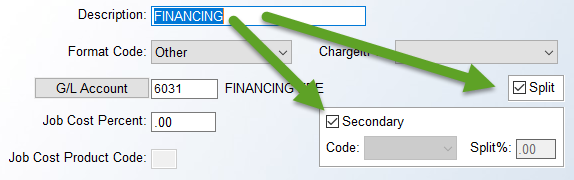 Description: FINANCING
Format Code: Other
G/L Account 6031 FINANCING
Split
Job Cost Percent: .00
Secondary
Code: Split%: .00
Job Cost Product Code: